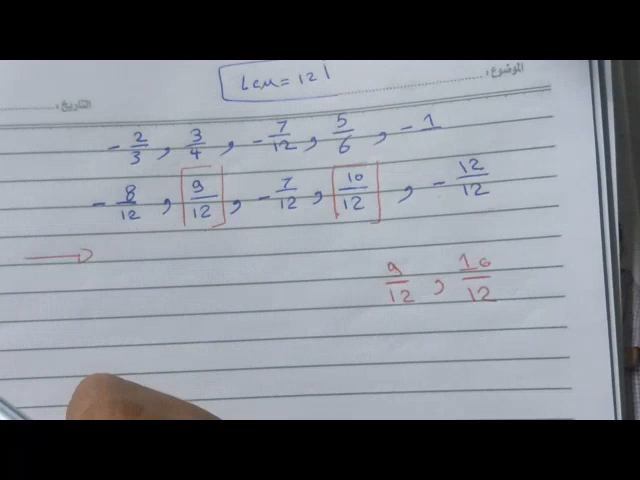 الموضوع:
Lcm = 12
التاريخ:
- 2/3 , 3/4 , - 7/12 , 5/6 , - 1
- 8/12 , 9/12 , - 7/12 , 10/12 , - 12/12
→
9/12 , 10/12